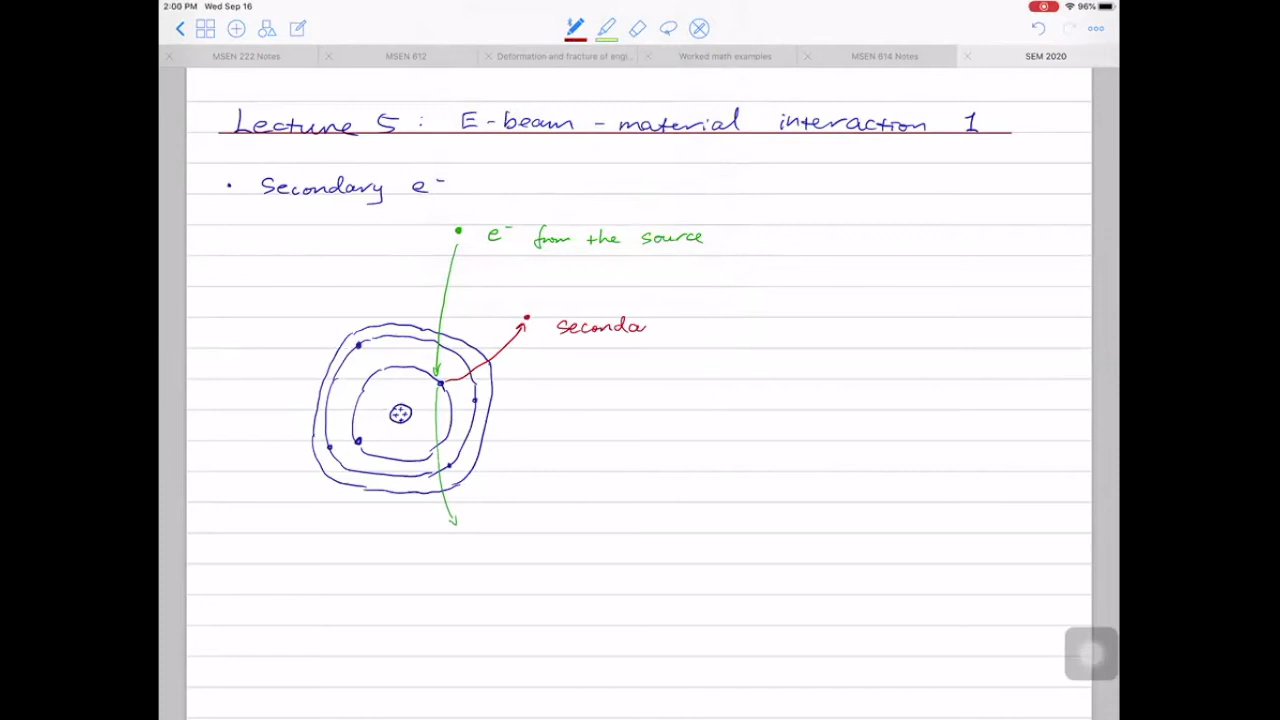 2:00 PM Wed Sep 16
96%
MSEN 222 Notes
MSEN 612
Deformation and fracture of engi...
Worked math examples
MSEN 614 Notes
SEM 2020
Lecture 5 : E-beam - material interaction 1
• Secondary e⁻
e⁻ from the source
seconda